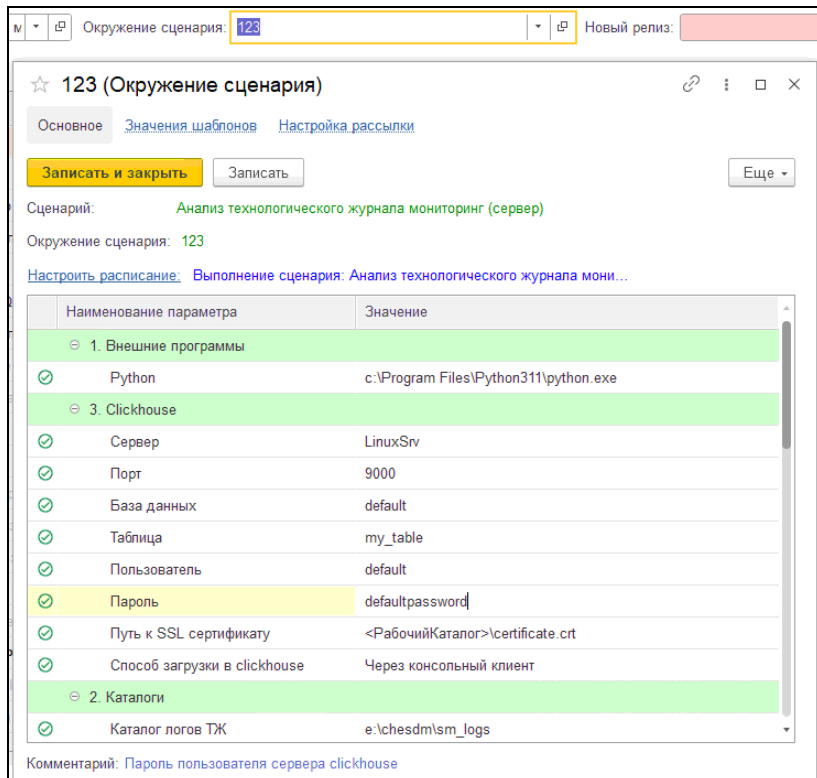 м Окружение сценария: 123 Новый релиз:
123 (Окружение сценария)
Основное Значения шаблонов Настройка рассылки
Записать и закрыть Записать Еще
Сценарий: Анализ технологического журнала мониторинг (сервер)
Окружение сценария: 123
Настроить расписание: Выполнение сценария: Анализ технологического журнала мони...
Наименование параметра Значение
1. Внешние программы
Python c:\Program Files\Python311\python.exe
3. Clickhouse
Сервер LinuxSrv
Порт 9000
База данных default
Таблица my_table
Пользователь default
Пароль defaultpassword
Путь к SSL сертификату <РабочийКаталог>\certificate.crt
Способ загрузки в clickhouse Через консольный клиент
2. Каталоги
Каталог логов ТЖ e:\chesdm\sm_logs
Комментарий: Пароль пользователя сервера clickhouse